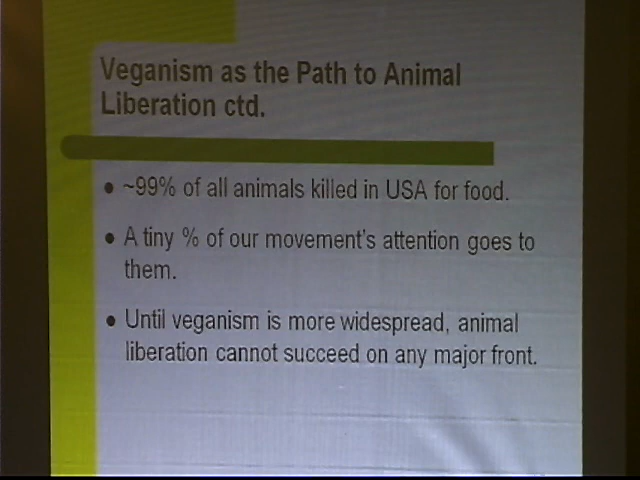 Veganism as the Path to Animal
Liberation ctd.
• ~99% of all animals killed in USA for food.
• A tiny % of our movement's attention goes to
them.
• Until veganism is more widespread, animal
liberation cannot succeed on any major front.